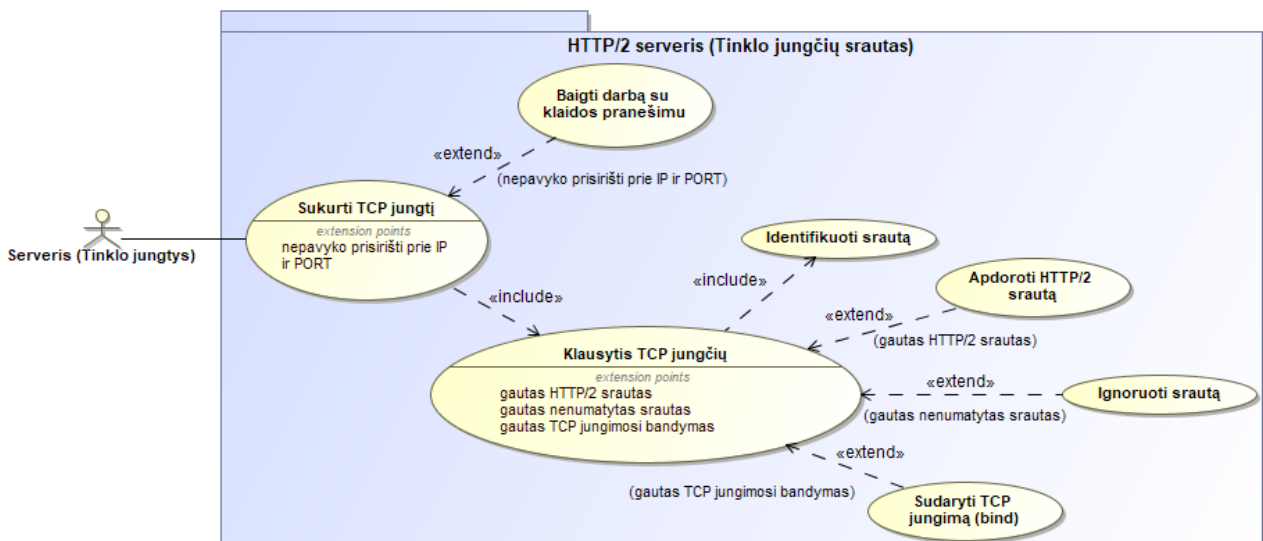 HTTP/2 serveris (Tinklo jungčių srautas)
Baigti darbą su
klaidos pranešimu
«extend»
(nepavyko prisirišti prie IP ir PORT)
Sukurti TCP jungtį
extension points
nepavyko prisirišti prie IP
ir PORT
Serveris (Tinklo jungtys)
Identifikuoti srautą
«include»
«include»
Apdoroti HTTP/2
srautą
«extend»
(gautas HTTP/2 srautas)
Klausytis TCP jungčių
extension points
gautas HTTP/2 srautas
gautas nenumatytas srautas
gautas TCP jungimosi bandymas
«extend»
Ignoruoti srautą
(gautas nenumatytas srautas)
«extend»
(gautas TCP jungimosi bandymas)
Sudaryti TCP
jungimą (bind)